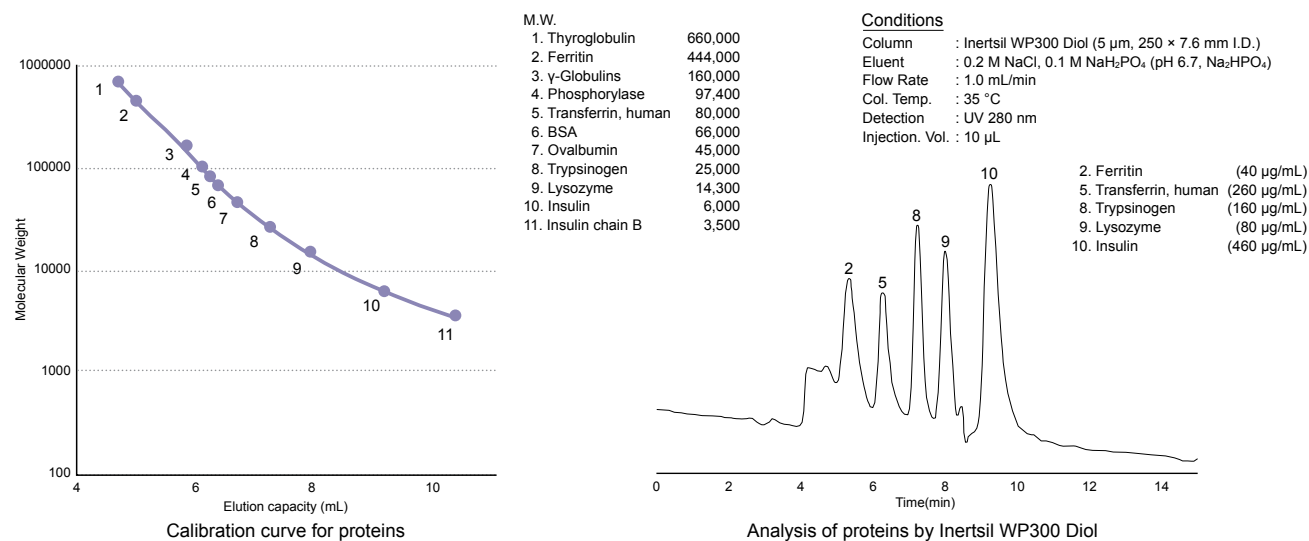 1000000
100000
10000
1000
100
Molecular Weight
1
2
3
4
5
6
7
8
9
10
11
4 6 8 10
Elution capacity (mL)
Calibration curve for proteins
M.W.
1. Thyroglobulin 660,000
2. Ferritin 444,000
3. γ-Globulins 160,000
4. Phosphorylase 97,400
5. Transferrin, human 80,000
6. BSA 66,000
7. Ovalbumin 45,000
8. Trypsinogen 25,000
9. Lysozyme 14,300
10. Insulin 6,000
11. Insulin chain B 3,500
Conditions
Column : Inertsil WP300 Diol (5 μm, 250 × 7.6 mm I.D.)
Eluent : 0.2 M NaCl, 0.1 M NaH₂PO₄ (pH 6.7, Na₂HPO₄)
Flow Rate : 1.0 mL/min
Col. Temp. : 35 °C
Detection : UV 280 nm
Injection. Vol. : 10 μL
2. Ferritin (40 μg/mL)
5. Transferrin, human (260 μg/mL)
8. Trypsinogen (160 μg/mL)
9. Lysozyme (80 μg/mL)
10. Insulin (460 μg/mL)
2
5
8
9
10
0 2 4 6 8 10 12 14
Time(min)
Analysis of proteins by Inertsil WP300 Diol